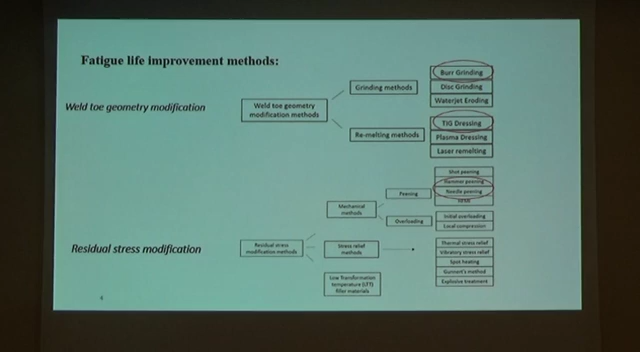 Fatigue life improvement methods:
Weld toe geometry modification
Weld toe geometry
modification methods
Grinding methods
Burr Grinding
Disc Grinding
Waterjet Eroding
Re-melting methods
TIG Dressing
Plasma Dressing
Laser remelting
Residual stress modification
Residual stress
modification methods
Mechanical
methods
Peening
Shot peening
Hammer peening
Needle peening
Overloading
Initial overloading
Local compression
Stress relief
methods
Thermal stress relief
Vibratory stress relief
Spot heating
Gunnert's method
Explosive treatment
Low Transformation
temperature (LTT)
filler materials